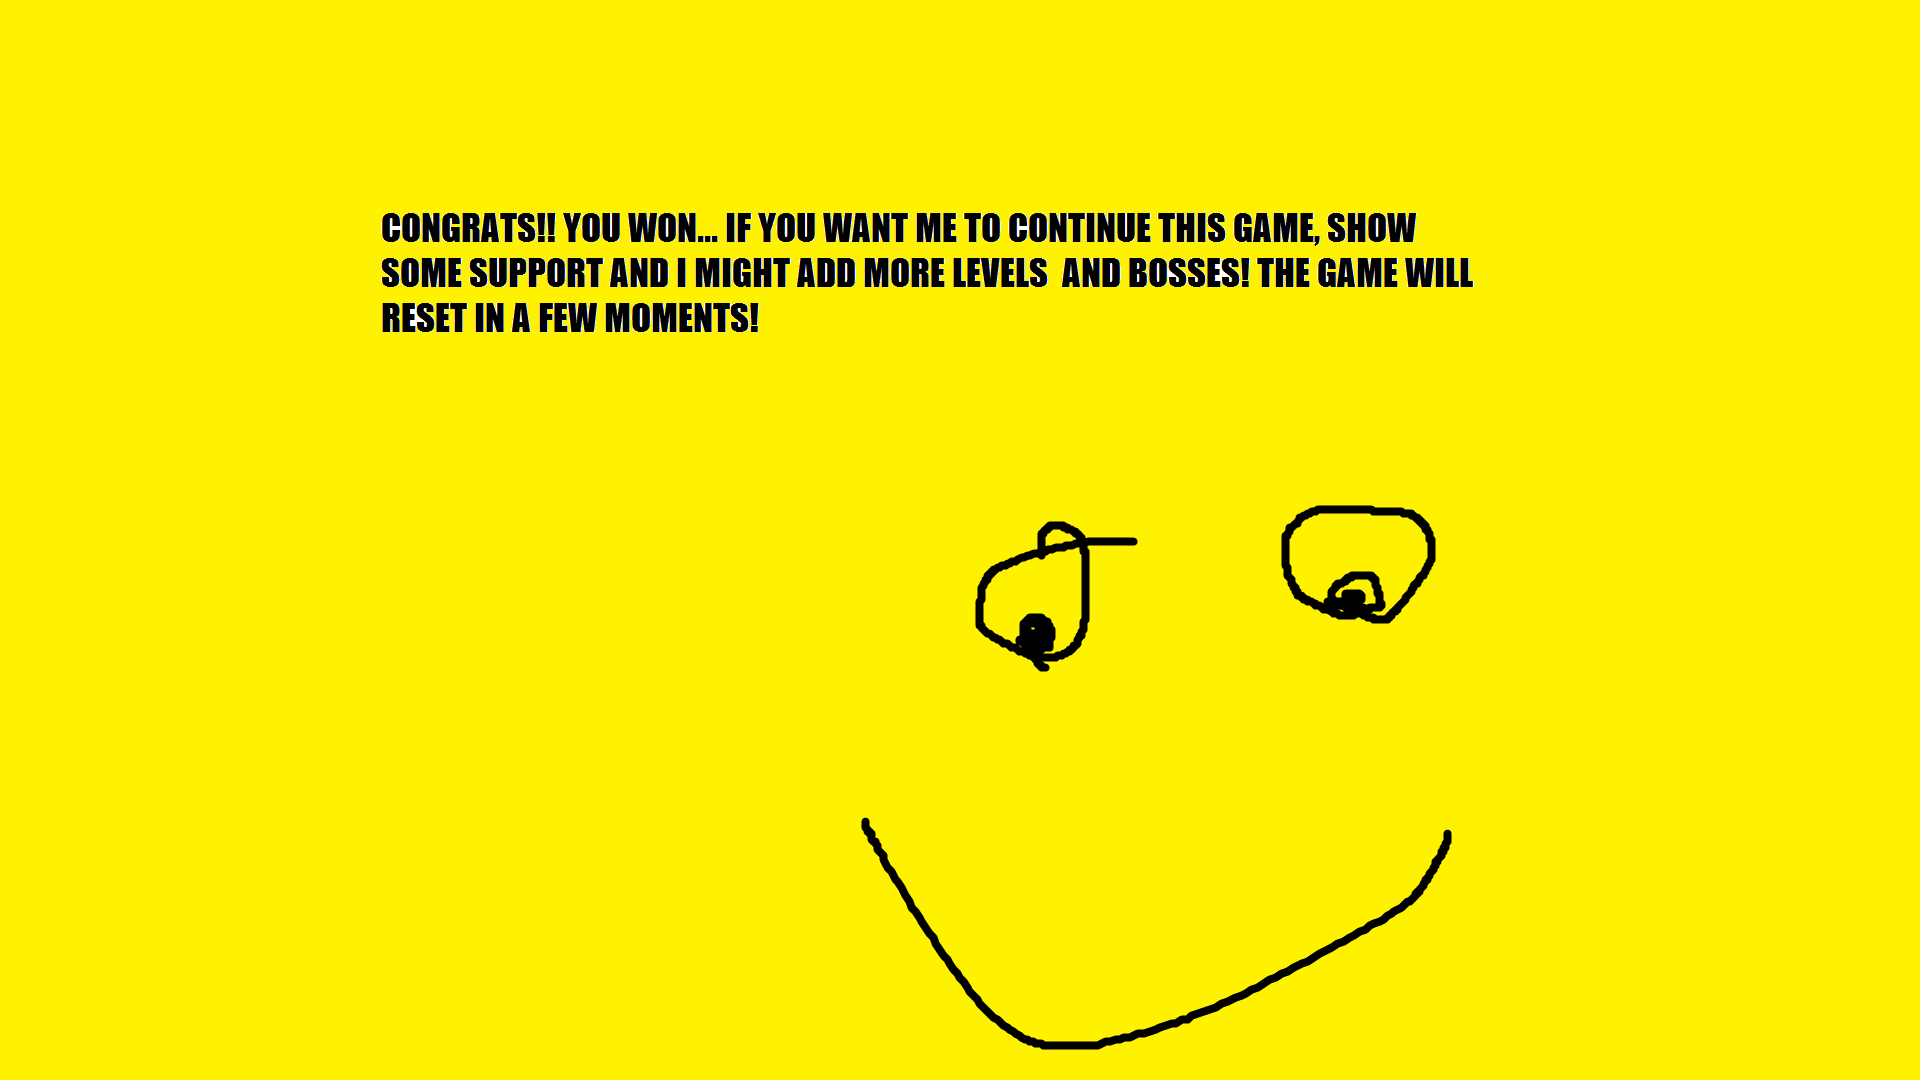 CONGRATS!! YOU WON... IF YOU WANT ME TO CONTINUE THIS GAME, SHOW
SOME SUPPORT AND I MIGHT ADD MORE LEVELS  AND BOSSES! THE GAME WILL
RESET IN A FEW MOMENTS!